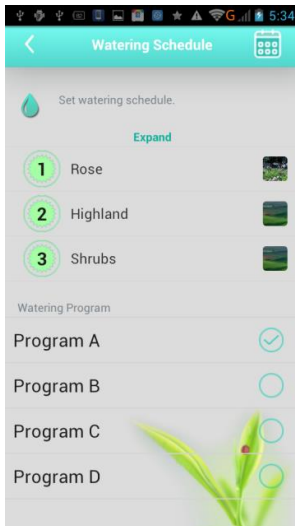 G 5:34
Watering Schedule
Set watering schedule.
Expand
1 Rose
2 Highland
3 Shrubs
Watering Program
Program A
Program B
Program C
Program D